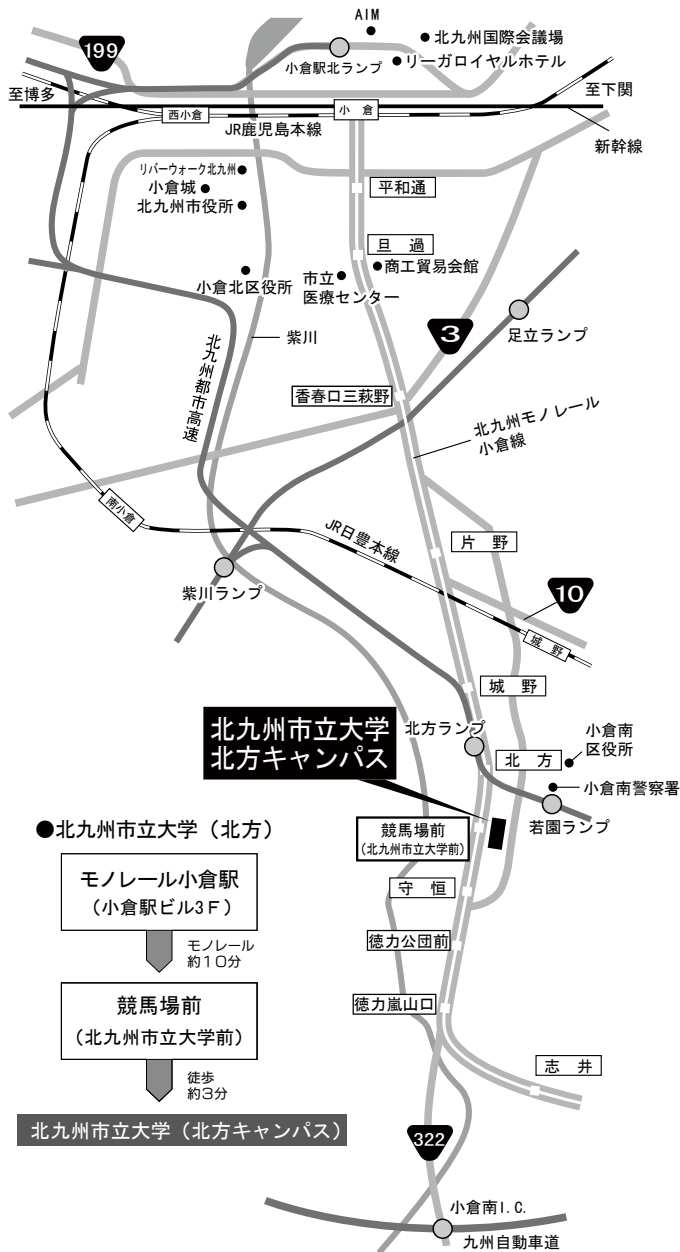 AIM
199
北九州国際会議場
小倉駅北ランプ
リーガロイヤルホテル
至博多
至下関
西小倉
小倉
JR鹿児島本線
新幹線
リバーウォーク北九州
小倉城
平和通
北九州市役所
旦過
商工貿易会館
小倉北区役所
市立
医療センター
3
足立ランプ
紫川
北九州都市高速
香春口三萩野
北九州モノレール
小倉線
南小倉
JR日豊本線
片野
紫川ランプ
10
城野
城野
北九州市立大学
北方キャンパス
北方ランプ
小倉南
区役所
北方
小倉南警察署
若園ランプ
競馬場前
(北九州市立大学前)
●北九州市立大学(北方)
モノレール小倉駅
(小倉駅ビル3F)
モノレール
約10分
競馬場前
(北九州市立大学前)
徒歩
約3分
北九州市立大学(北方キャンパス)
守恒
徳力公団前
徳力嵐山口
志井
322
小倉南I.C.
九州自動車道